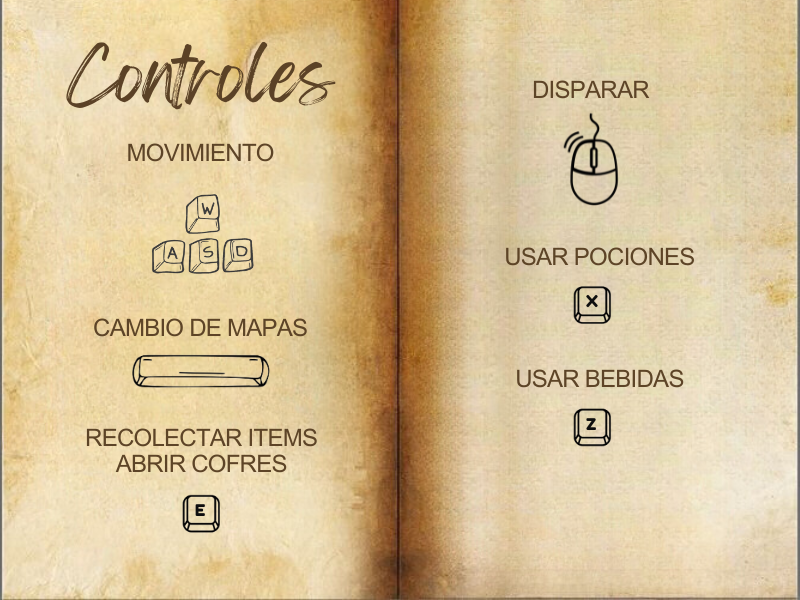 Controles
MOVIMIENTO
W
A S D
CAMBIO DE MAPAS
RECOLECTAR ITEMS
ABRIR COFRES
E
DISPARAR
USAR POCIONES
X
USAR BEBIDAS
Z